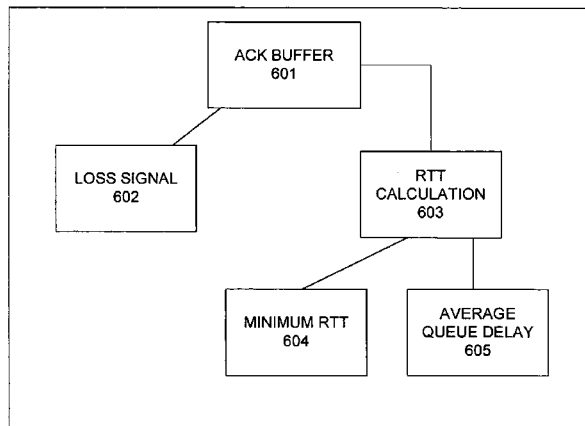 ACK BUFFER
601
LOSS SIGNAL
602
RTT
CALCULATION
603
MINIMUM RTT
604
AVERAGE
QUEUE DELAY
605